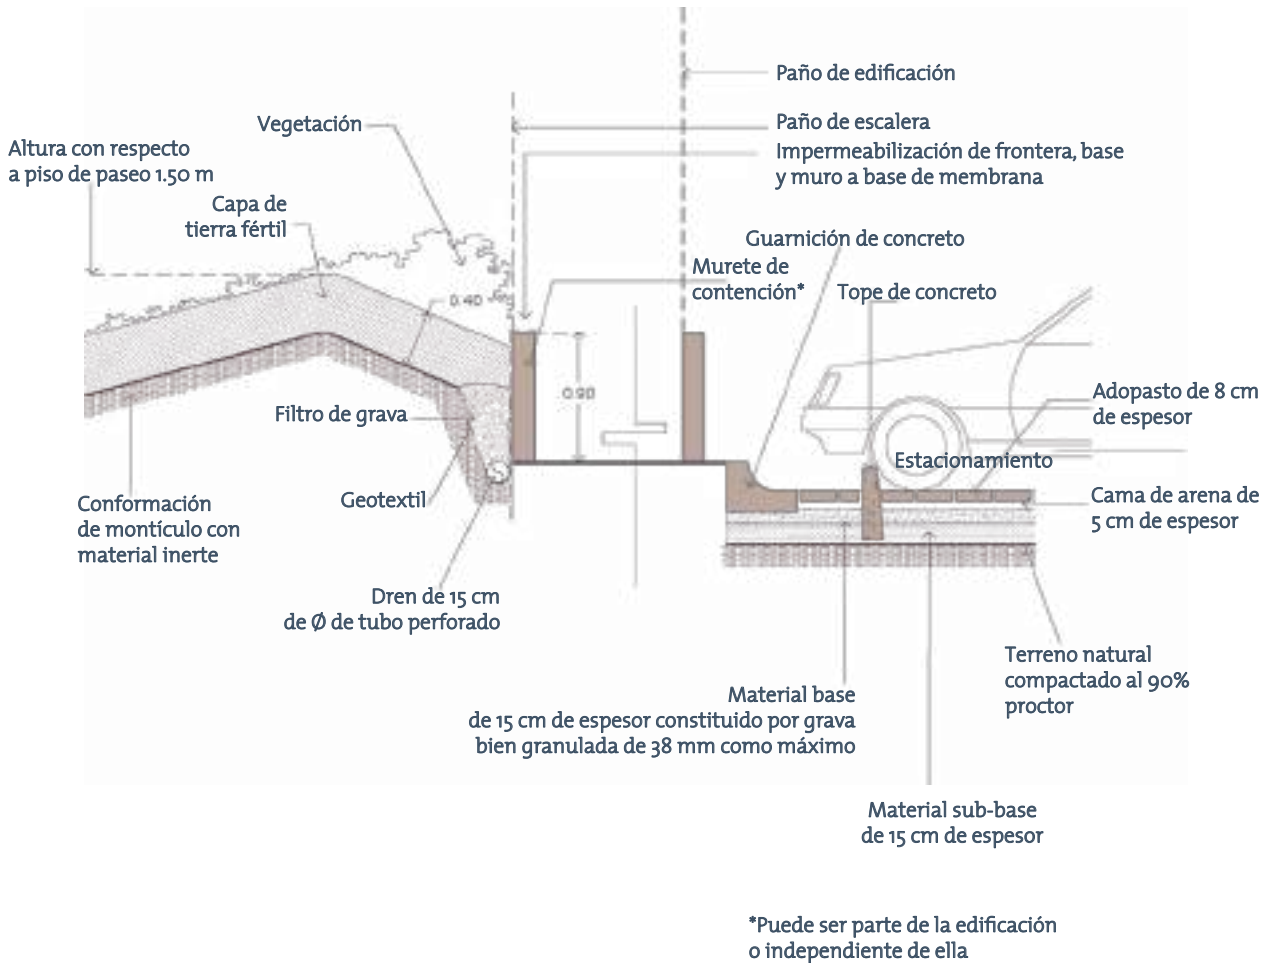 Paño de edificación
Vegetación
Paño de escalera
Altura con respecto
a piso de paseo 1.50 m
Impermeabilización de frontera, base
y muro a base de membrana
Capa de
tierra fértil
Guarnición de concreto
Murete de
contención*
Tope de concreto
0.40
0.90
Adopasto de 8 cm
de espesor
Filtro de grava
Estacionamiento
Geotextil
Cama de arena de
5 cm de espesor
Conformación
de montículo con
material inerte
Dren de 15 cm
de Ø de tubo perforado
Terreno natural
compactado al 90%
proctor
Material base
de 15 cm de espesor constituido por grava
bien granulada de 38 mm como máximo
Material sub-base
de 15 cm de espesor
*Puede ser parte de la edificación
o independiente de ella